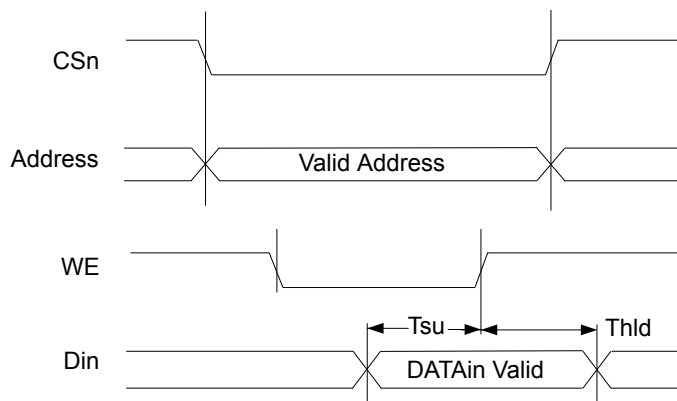 CSn
Address
Valid Address
WE
Tsu
Thld
Din
DATAin Valid